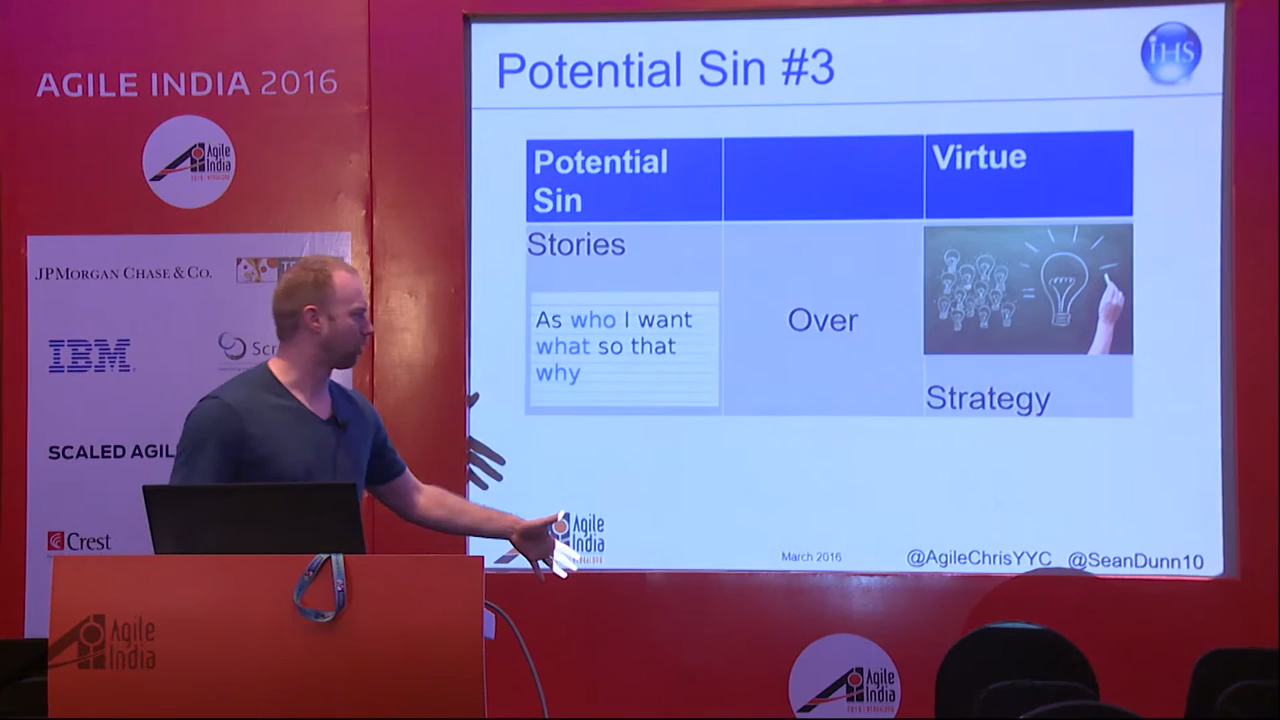 AGILE INDIA 2016
Agile
India
JPMORGAN CHASE & CO.
IBM
SCALED AGIL
Crest
Agile
India
Potential Sin #3
IHS
Potential
Sin
Virtue
Stories
As who I want
what so that
why
Over
Strategy
Agile
India
March 2016
@AgileChrisYYC @SeanDunn10
Agile
India